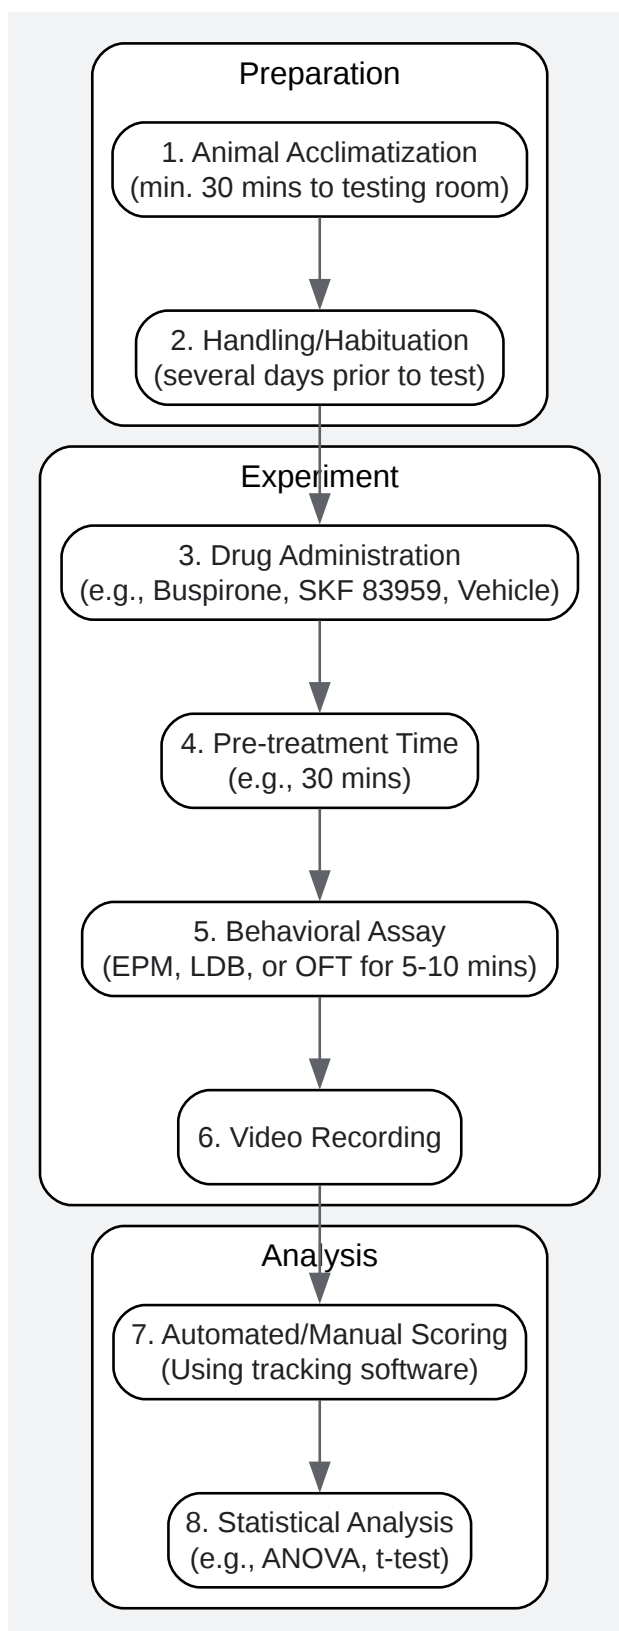 Preparation
1. Animal Acclimatization
(min. 30 mins to testing room)
2. Handling/Habituation
(several days prior to test)
Experiment
3. Drug Administration
(e.g., Buspirone, SKF 83959, Vehicle)
4. Pre-treatment Time
(e.g., 30 mins)
5. Behavioral Assay
(EPM, LDB, or OFT for 5-10 mins)
6. Video Recording
Analysis
7. Automated/Manual Scoring
(Using tracking software)
8. Statistical Analysis
(e.g., ANOVA, t-test)